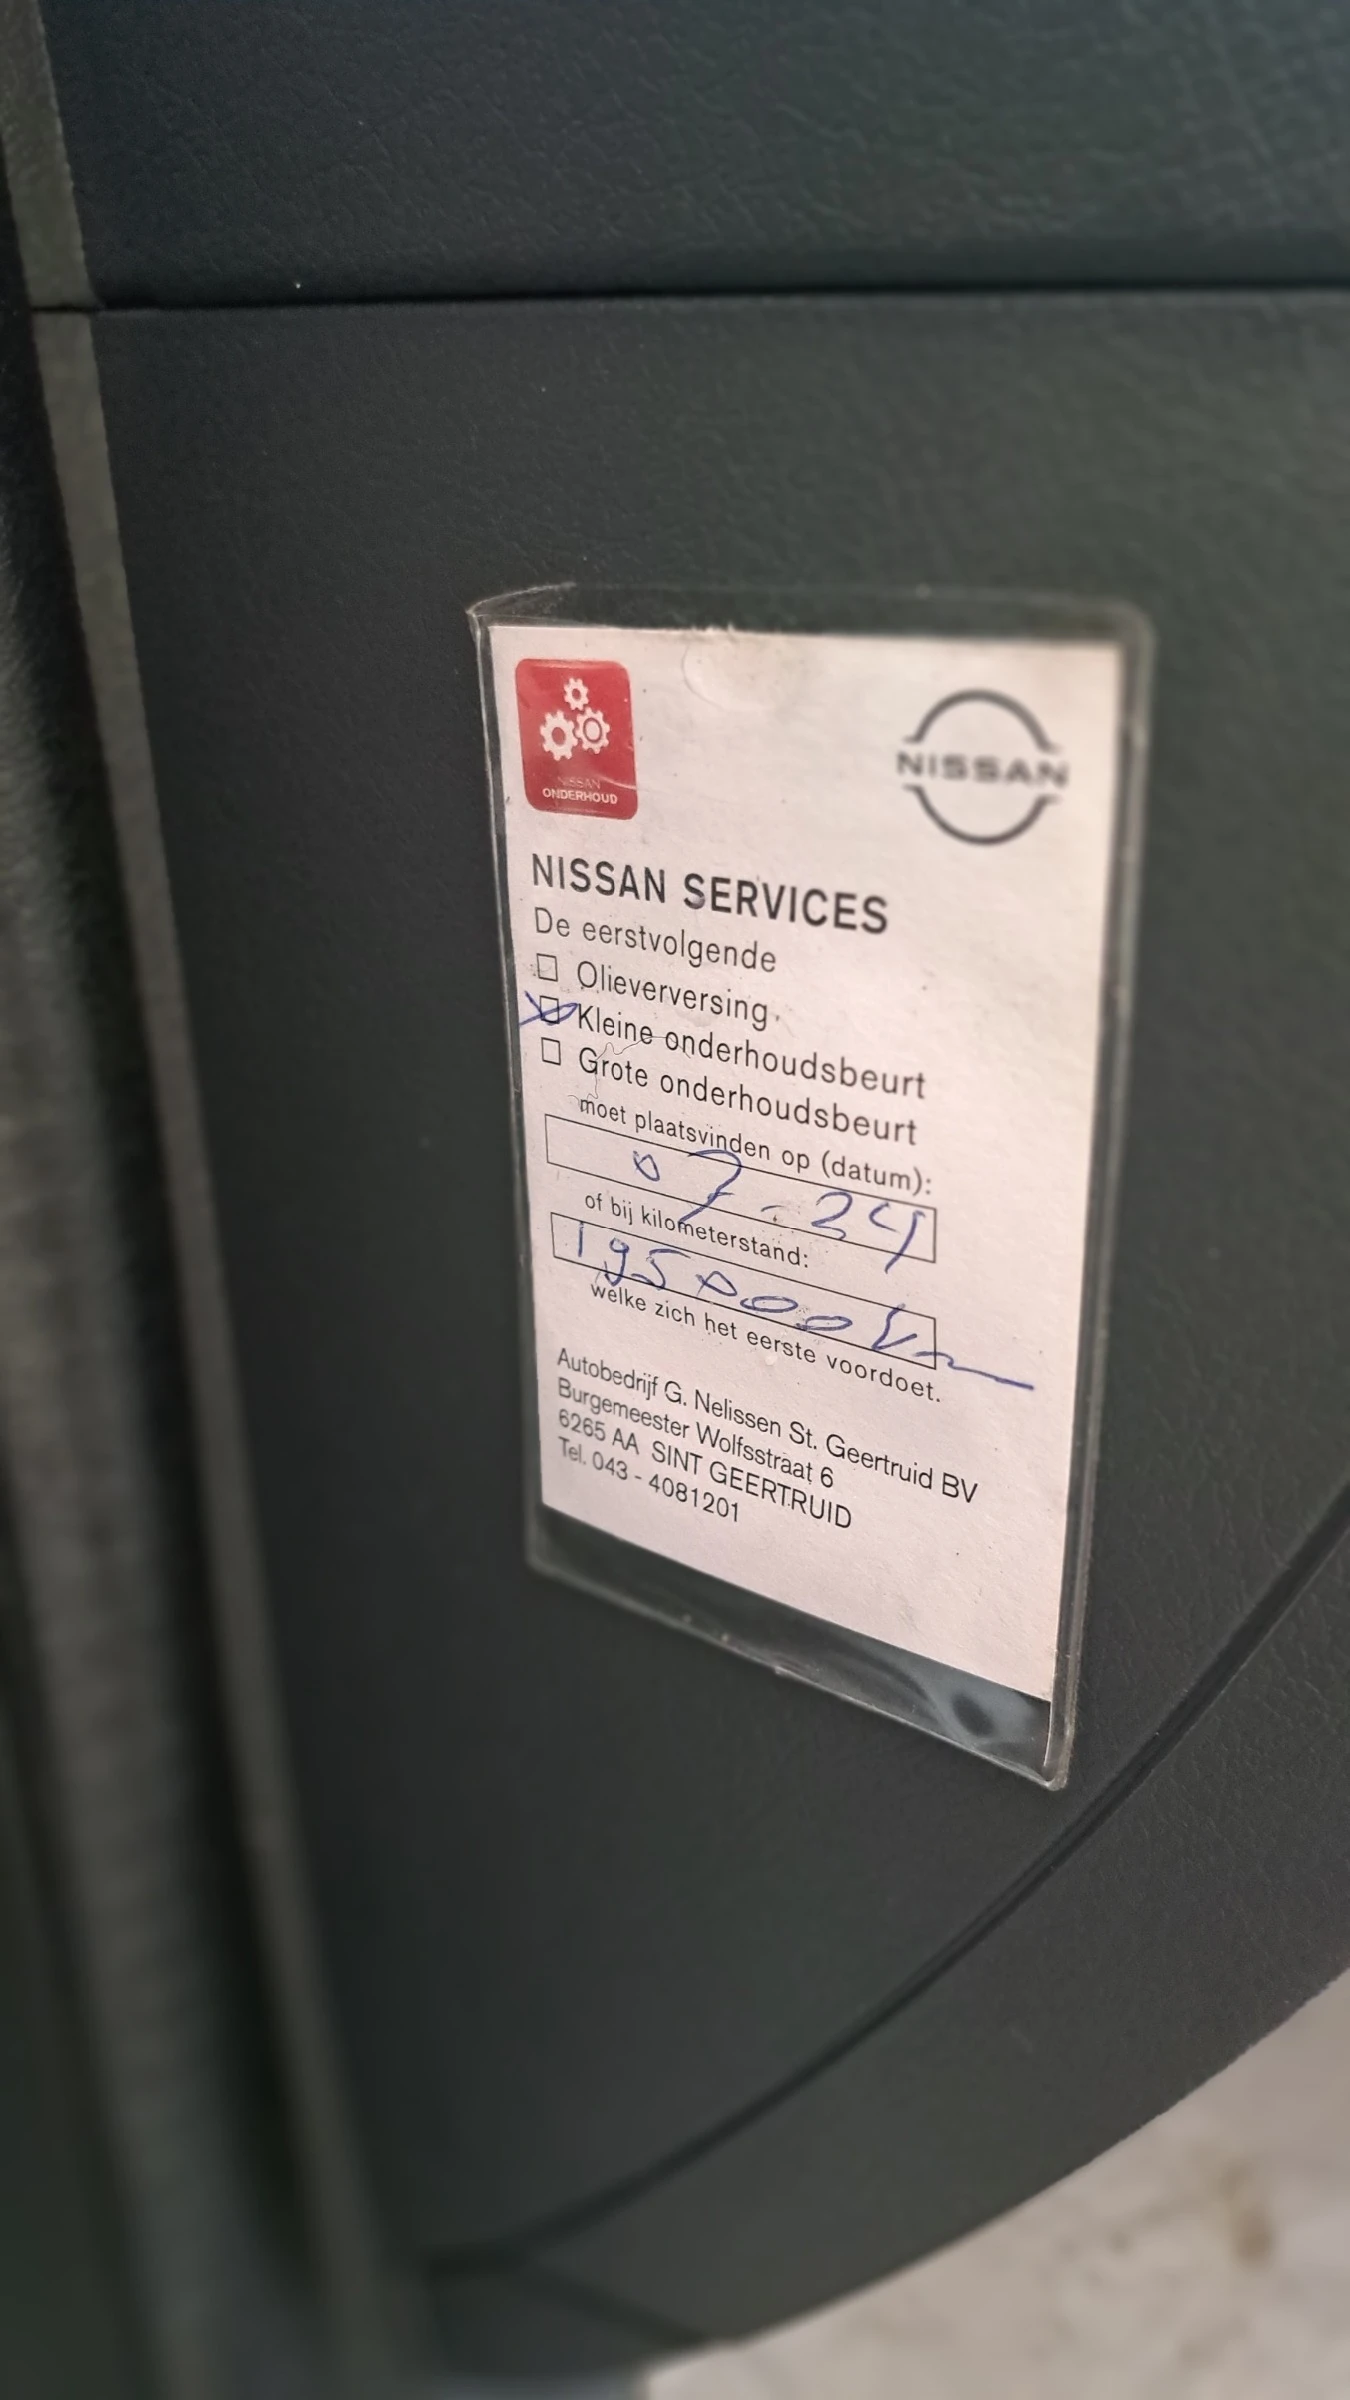 NISSAN
ONDERHOUD
NISSAN
NISSAN SERVICES
De eerstvolgende
Olieverversing
Kleine onderhoudsbeurt
Grote onderhoudsbeurt
moet plaatsvinden op (datum):
07-24
of bij kilometerstand:
195000km
welke zich het eerste voordoet.
Autobedrijf G. Nelissen St. Geertruid BV
Burgemeester Wolfsstraat 6
6265 AA SINT GEERTRUID
Tel. 043 - 4081201